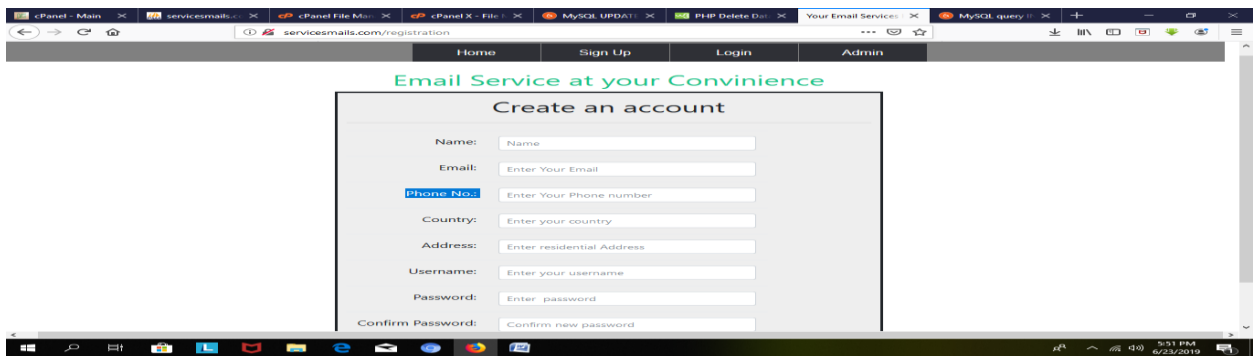 cPanel - Main servicesmails.c cPanel File Man cPanel X - File MySQL UPDATE PHP Delete Dat Your Email Services MySQL query
servicesmails.com/registration
Home Sign Up Login Admin
Email Service at your Convinience
Create an account
Name: Name
Email: Enter Your Email
Phone No.: Enter Your Phone number
Country: Enter your country
Address: Enter residential Address
Username: Enter your username
Password: Enter password
Confirm Password: Confirm new password
5:51 PM
6/23/2019